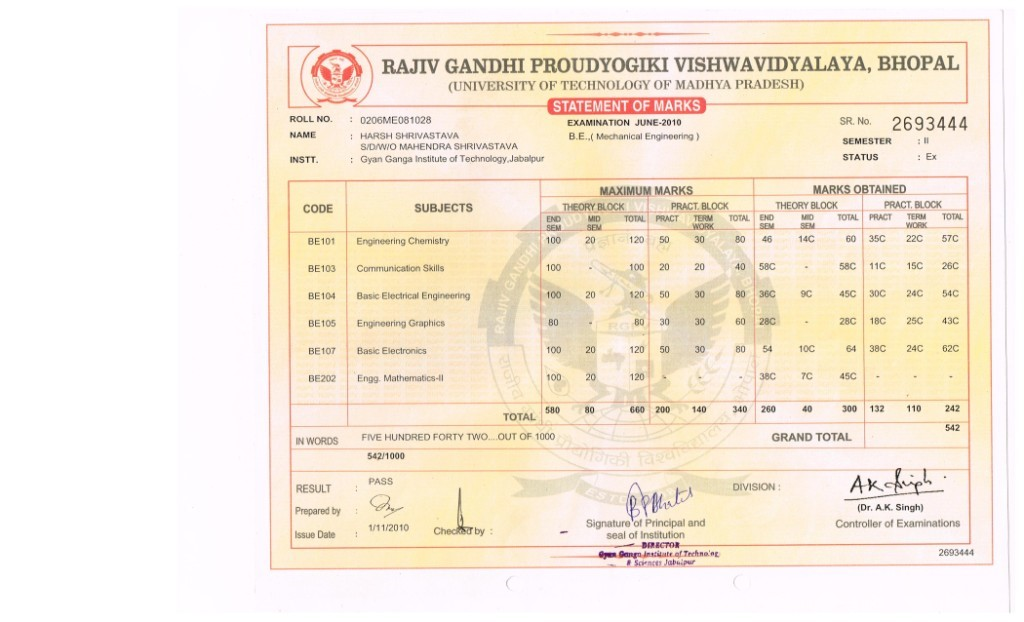 RAJIV GANDHI PROUDYOGIKI VISHWAVIDYALAYA, BHOPAL
(UNIVERSITY OF TECHNOLOGY OF MADHYA PRADESH)
STATEMENT OF MARKS
ROLL NO. : 0206ME081028 EXAMINATION JUNE-2010 SR. No. 2693444
NAME : HARSH SHRIVASTAVA B.E.,( Mechanical Engineering ) SEMESTER : II
S/D/W/O MAHENDRA SHRIVASTAVA
INSTT. : Gyan Ganga Institute of Technology,Jabalpur STATUS : Ex
CODE SUBJECTS MAXIMUM MARKS MARKS OBTAINED
THEORY BLOCK PRACT. BLOCK THEORY BLOCK PRACT. BLOCK
END SEM MID SEM TOTAL PRACT TERM WORK TOTAL END SEM MID SEM TOTAL PRACT TERM WORK TOTAL
BE101 Engineering Chemistry 100 20 120 50 30 80 46 14C 60 35C 22C 57C
BE103 Communication Skills 100 - 100 20 20 40 58C - 58C 11C 15C 26C
BE104 Basic Electrical Engineering 100 20 120 50 30 80 36C 9C 45C 30C 24C 54C
BE105 Engineering Graphics 80 - 80 30 30 60 28C - 28C 18C 25C 43C
BE107 Basic Electronics 100 20 120 50 30 80 54 10C 64 38C 24C 62C
BE202 Engg. Mathematics-II 100 20 120 - - - 38C 7C 45C - - -
TOTAL 580 80 660 200 140 340 260 40 300 132 110 242
IN WORDS FIVE HUNDRED FORTY TWO....OUT OF 1000 GRAND TOTAL 542
542/1000
RESULT : PASS DIVISION :
Prepared by :
(Dr. A.K. Singh)
Issue Date : 1/11/2010 Checked by : Signature of Principal and Controller of Examinations
seal of Institution
DIRECTOR
Gyan Ganga Institute of
Sciences Jabalpur
2693444